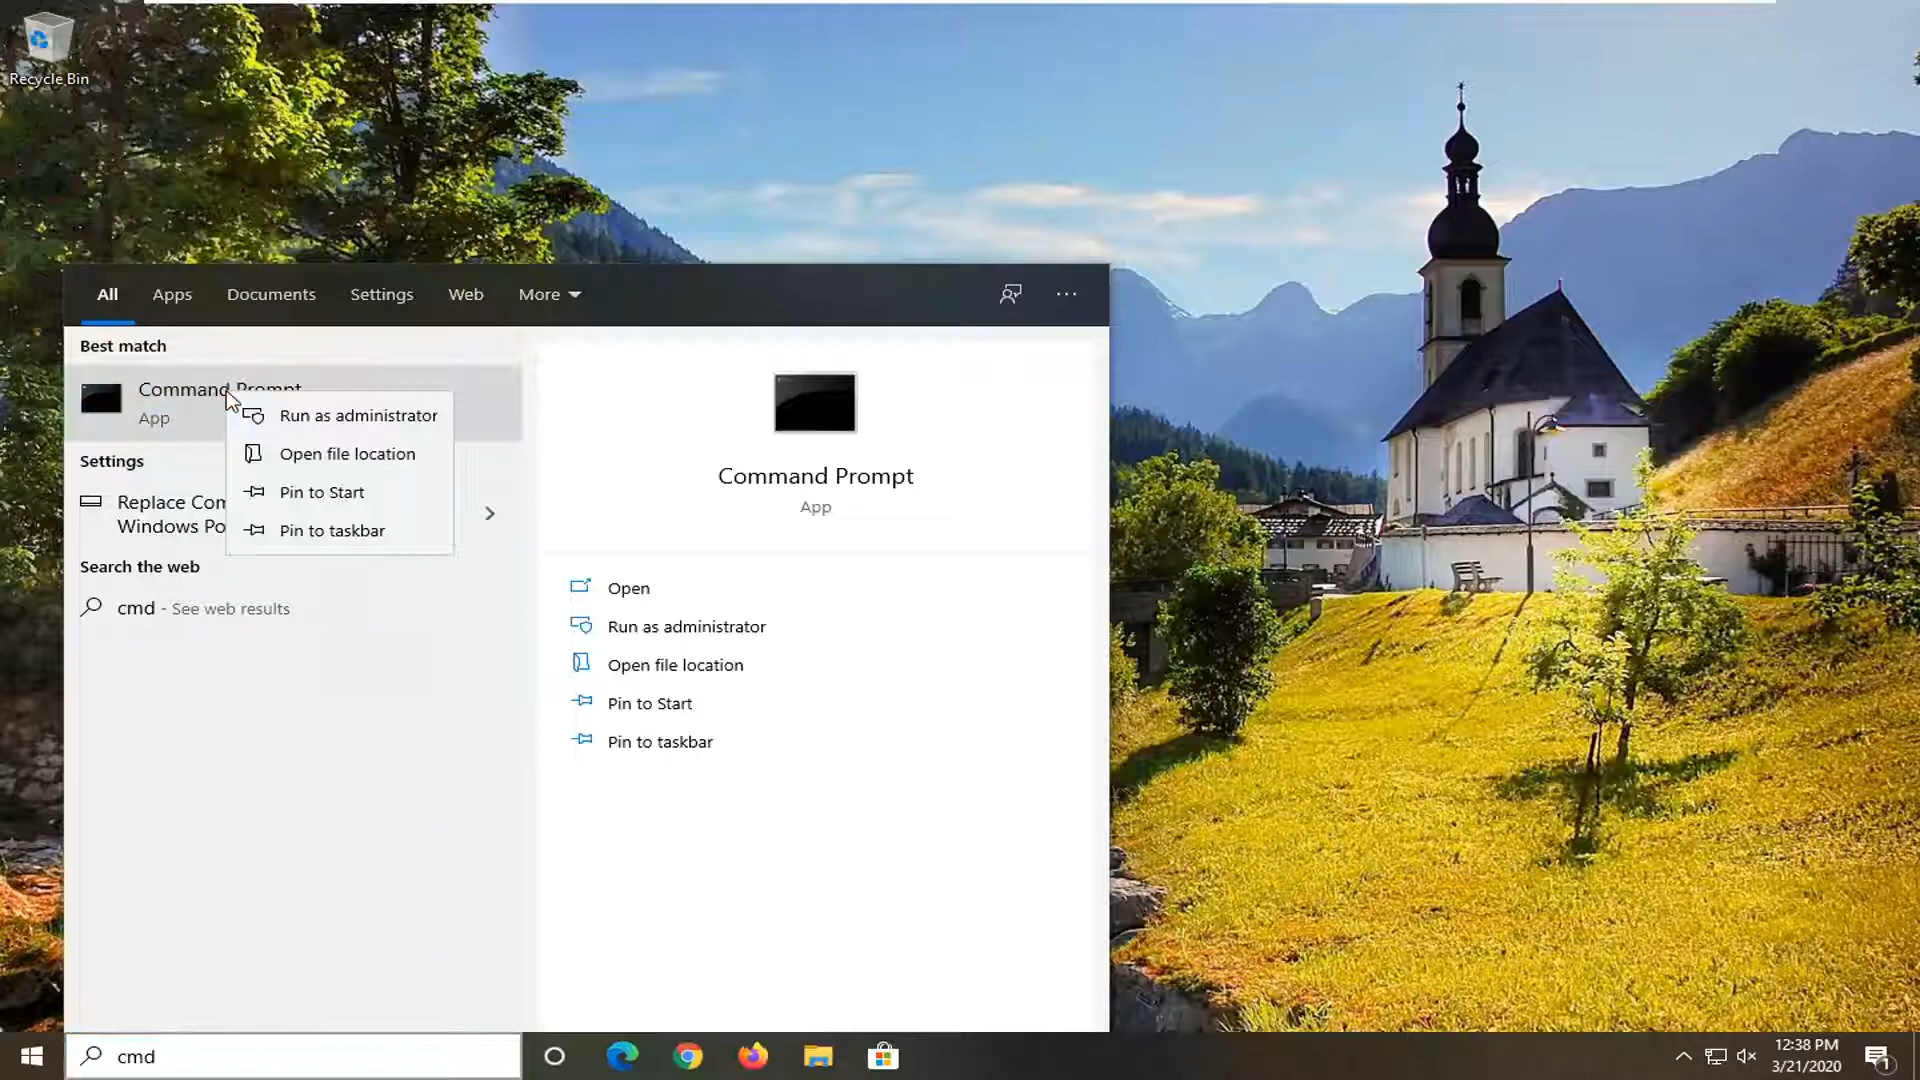 Recycle Bin
All Apps Documents Settings Web More
Best match
Command Prompt
App
Run as administrator
Open file location
Pin to Start
Pin to taskbar
Settings
Replace Com
Windows Po
Search the web
cmd - See web results
Command Prompt
App
Open
Run as administrator
Open file location
Pin to Start
Pin to taskbar
cmd
12:38 PM
3/21/2020
1